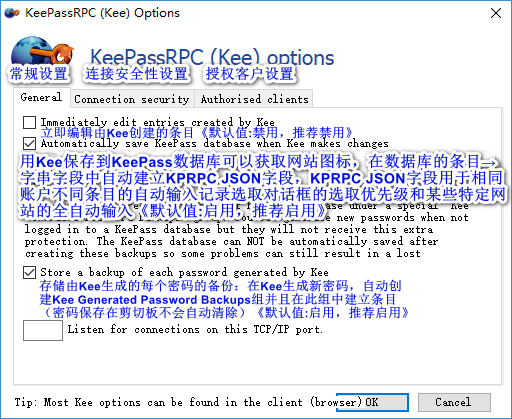 KeePassRPC (Kee) Options
KeePassRPC (Kee) options
常规设置 连接安全性设置 授权客户设置
General Connection security Authorised clients
Immediately edit entries created by Kee
立即编辑由Kee创建的条目《默认值:禁用，推荐禁用》
Automatically save KeePass database when Kee makes changes
用Kee保存到KeePass数据库可以获取网站图标，在数据库的条目→
字串字段中自动建立KPRPC JSON字段，KPRPC JSON字段用于相同
账户不同条目的自动输入记录选取对话框的选取优先级和某些特定网
站的全自动输入《默认值:启用，推荐启用》
new passwords when not
logged in to a KeePass database but they will not receive this extra
protection. The KeePass database can NOT be automatically saved after
creating these backups so some problems can still result in a lost
Store a backup of each password generated by Kee
存储由Kee生成的每个密码的备份：在Kee生成新密码，自动创
建Kee Generated Password Backups组并且在此组中建立条目
（密码保存在剪切板不会自动清除）《默认值:启用，推荐启用》
Listen for connections on this TCP/IP port.
Tip: Most Kee options can be found in the client (browser) OK Cancel